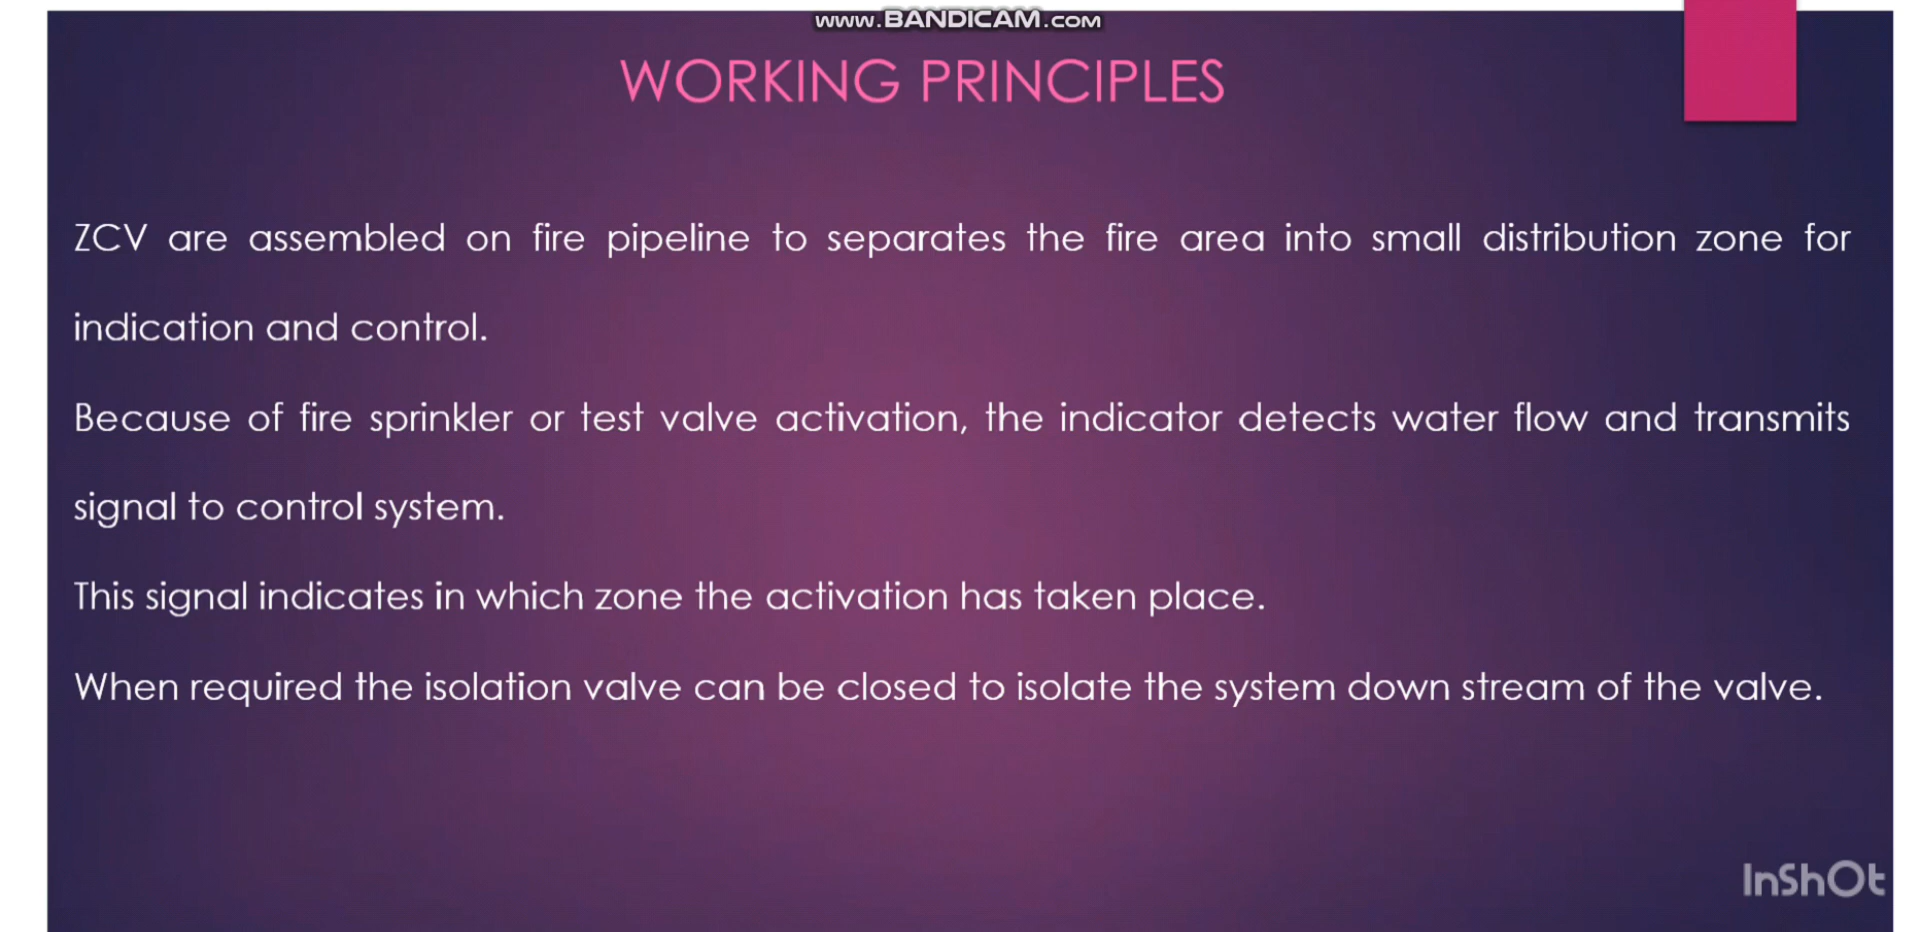 www.BANDICAM.com
WORKING PRINCIPLES
ZCV are assembled on fire pipeline to separates the fire area into small distribution zone for
indication and control.
Because of fire sprinkler or test valve activation, the indicator detects water flow and transmits
signal to control system.
This signal indicates in which zone the activation has taken place.
When required the isolation valve can be closed to isolate the system down stream of the valve.
InShOt